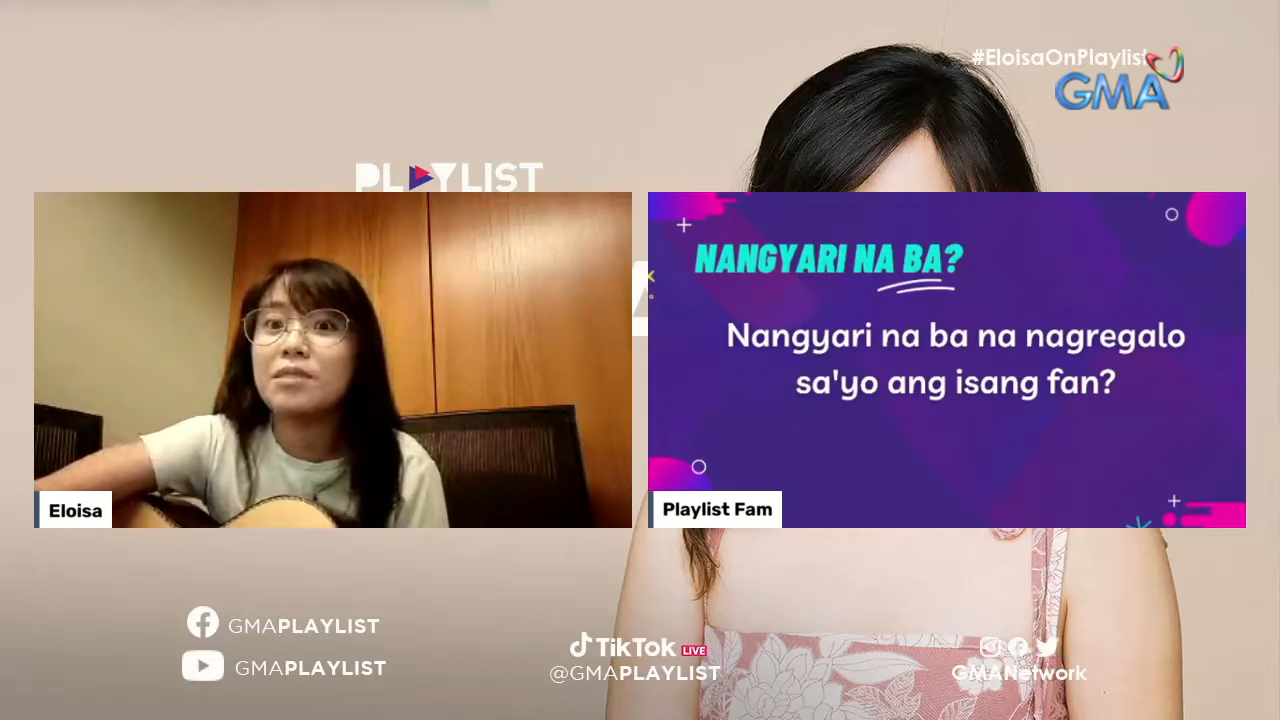 #EloisaOnPlaylist
GMA
PLAYLIST
NANGYARI NA BA?
Nangyari na ba na nagregalo
sa'yo ang isang fan?
Eloisa
Playlist Fam
GMAPLAYLIST
GMAPLAYLIST
TikTok LIVE
@GMAPLAYLIST
GMANetwork